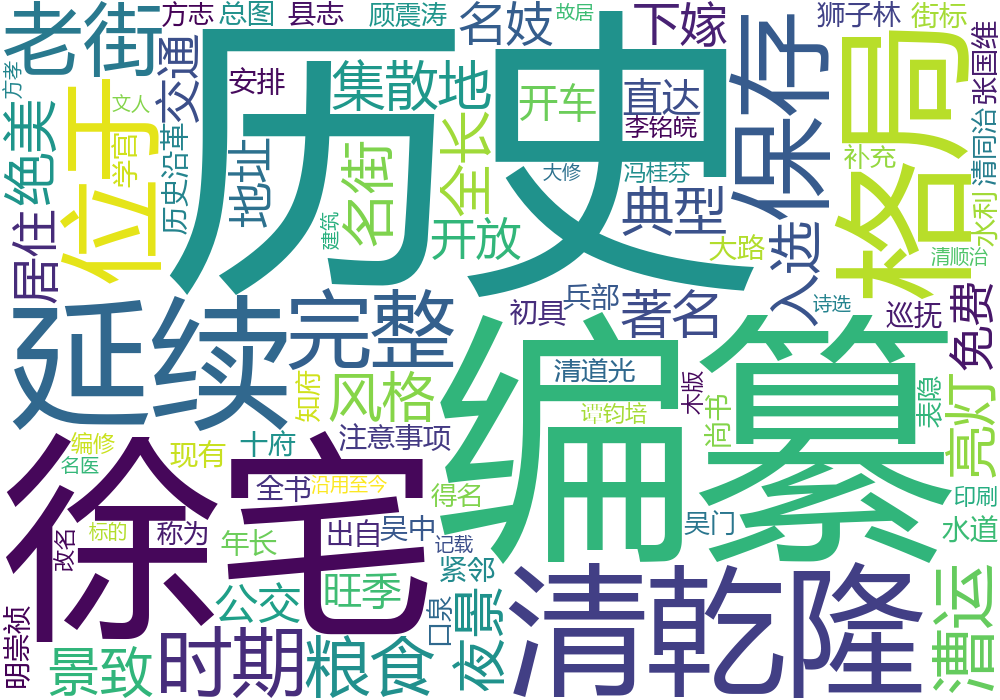 老街
方志
总图
县志
顾震涛
名妓
故居
下嫁
狮子林
街标
张国维
方孝
文人
位于
交通
安排
历史
集散地
开车
直达
李铭皖
保存
格局
绝美
学宫
历史沿革
地址
名街
全长
大修
冯桂芬
补充
清同治
居住
建筑
开放
典型
大路
入选
水利
清顺治
延续
完整
初具
兵部
著名
诗选
巡抚
免费
知府
风格
清道光
木版
尚书
表隐
亮灯
编纂
徐宅
编修
名医
现有
十府
注意事项
全书
沿用至今
得名
吴门
印刷
水道
改名
标的
称为
年长
出自
吴中
记载
紧邻
明崇祯
公交
旺季
口泉
夜景
清乾隆
漕运
景致
时期
粮食